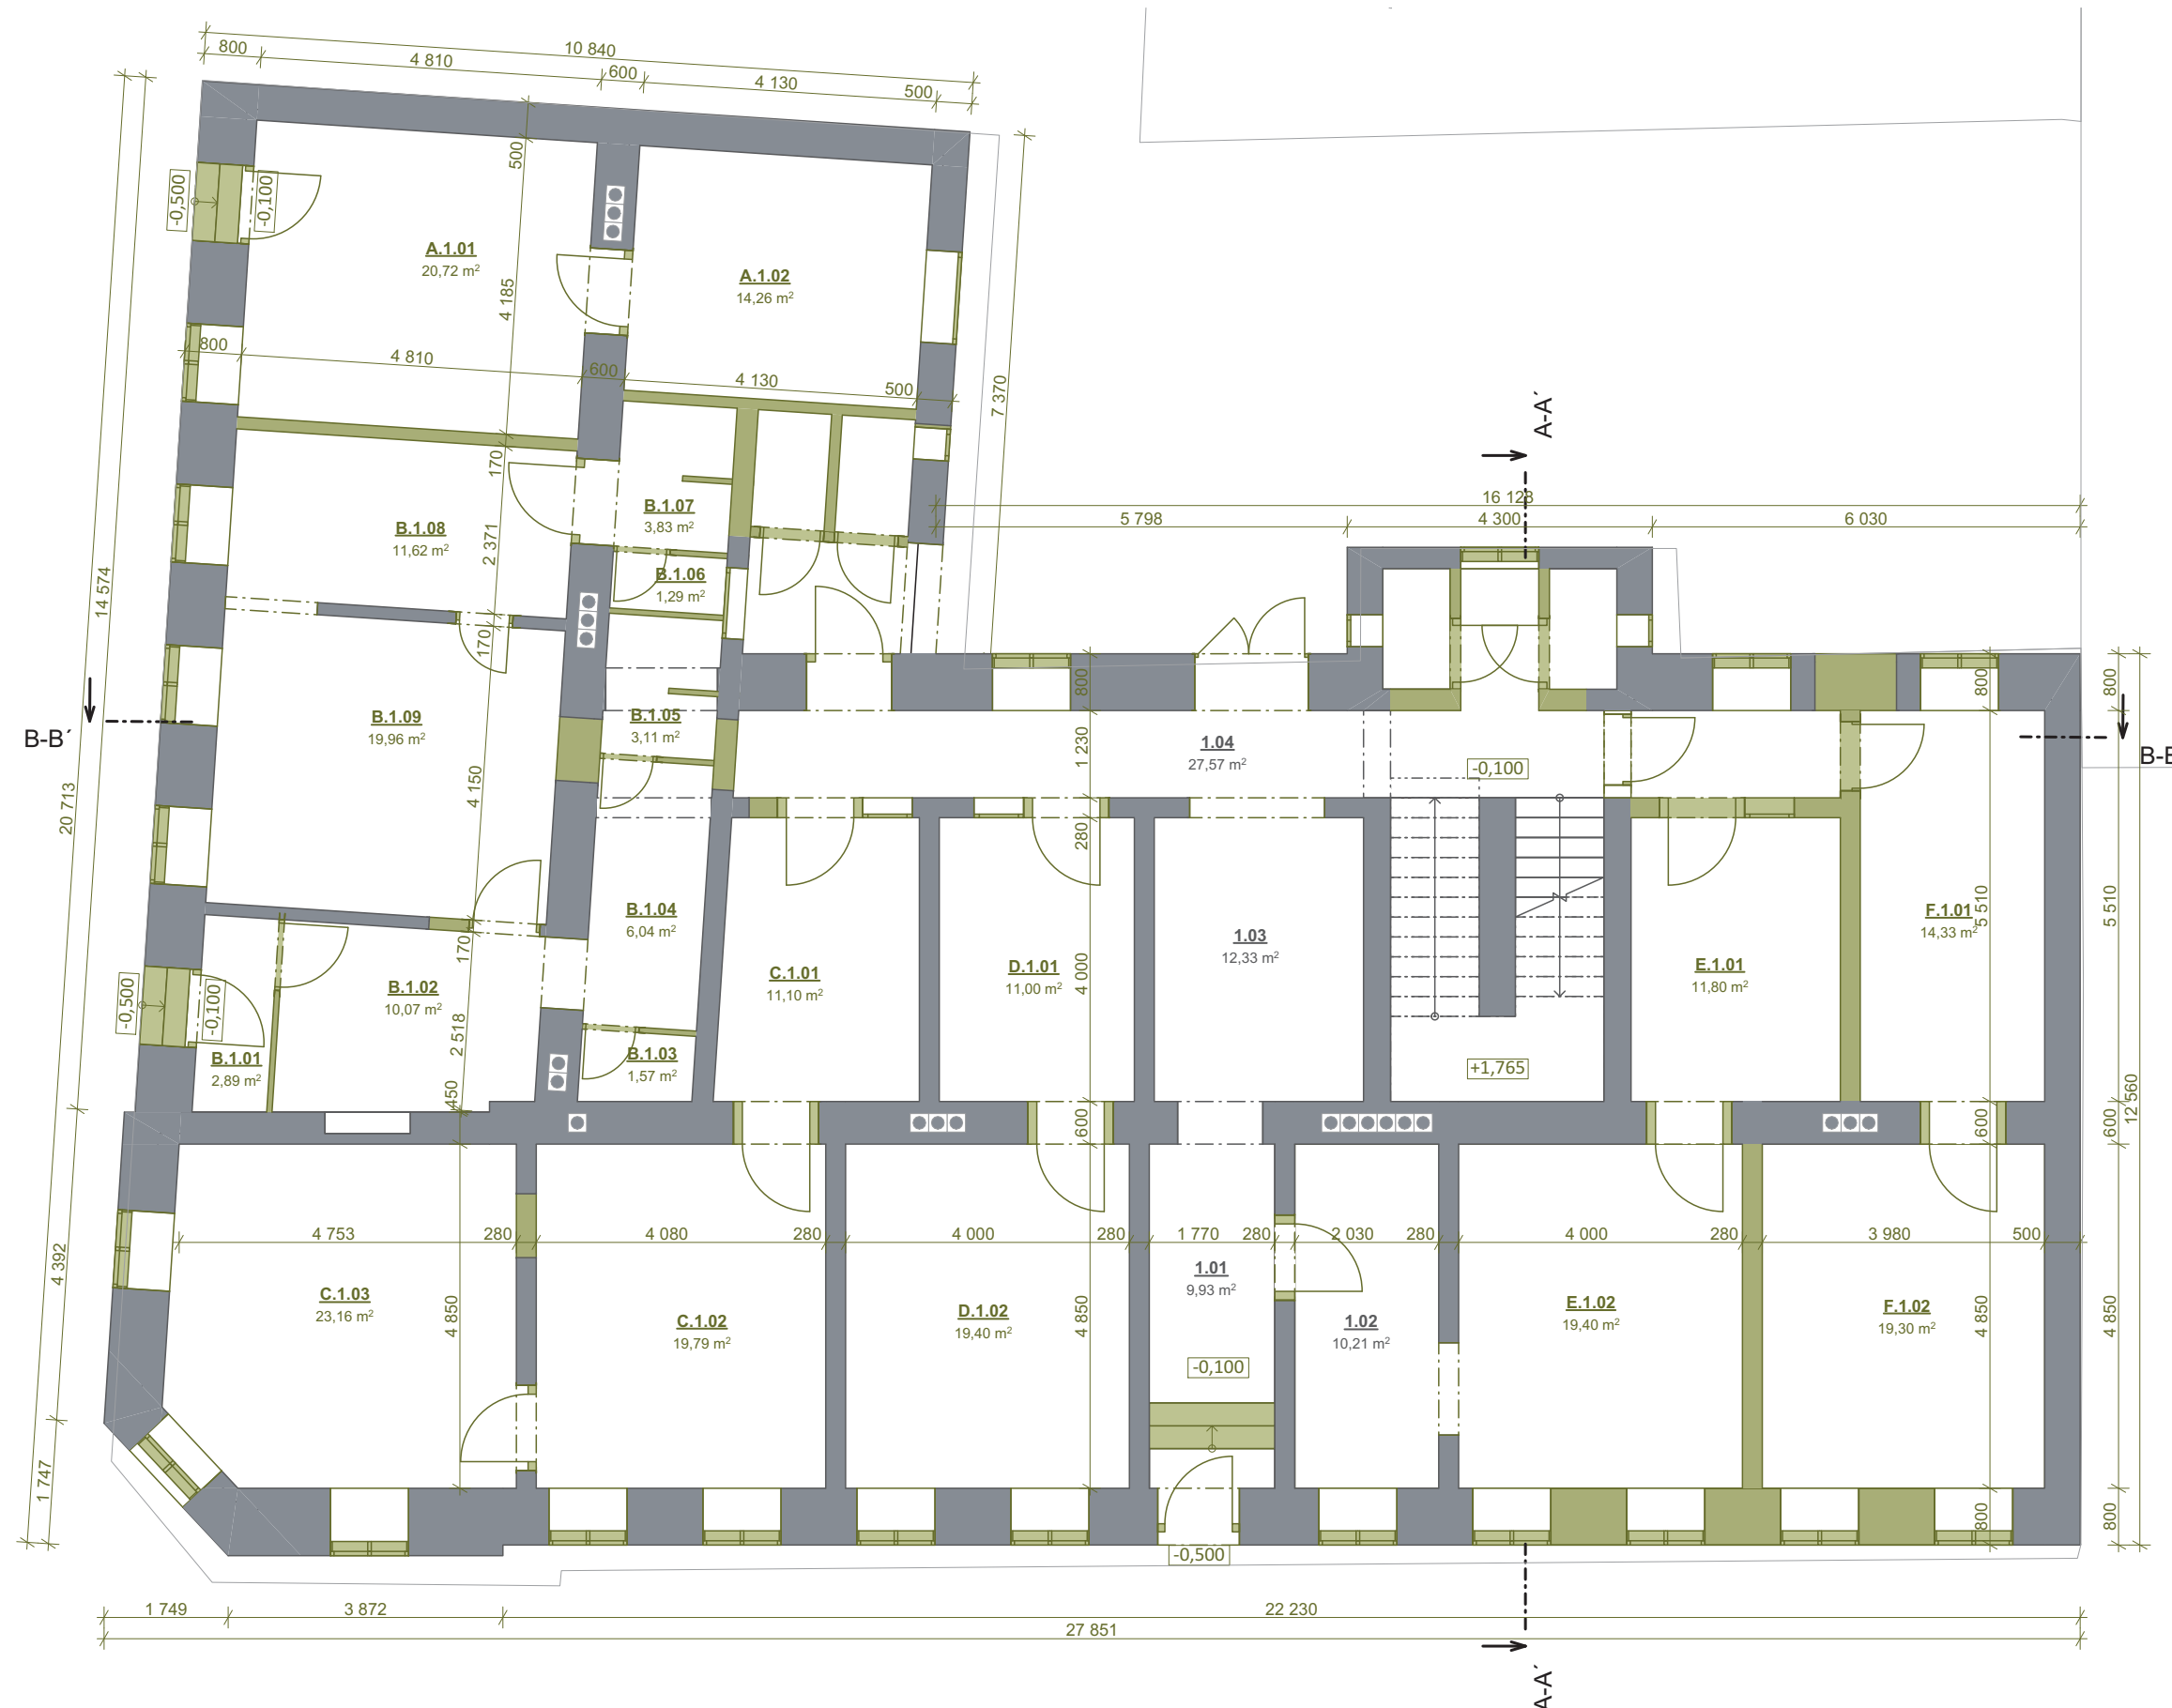 10 840
800
4 810
600
4 130
500
500
-0,500
-0,100
A.1.01
20,72 m²
A.1.02
14,26 m²
4 185
800
4 810
600
4 130
500
7 370
A-A´
170
B.1.07
3,83 m²
B.1.08
11,62 m²
2 371
16 128
5 798
4 300
6 030
14 574
B.1.06
1,29 m²
170
800
800
800
B-B´
B.1.09
19,96 m²
B.1.05
3,11 m²
1 230
1.04
27,57 m²
-0,100
B-B
4 150
20 713
280
B.1.04
6,04 m²
C.1.01
11,10 m²
D.1.01
11,00 m²
4 000
1.03
12,33 m²
E.1.01
11,80 m²
F.1.01
14,33 m²
5 510
5 510
170
-0,500
-0,100
B.1.02
10,07 m²
2 518
B.1.01
2,89 m²
B.1.03
1,57 m²
+1,765
450
600
600
600
12 560
4 392
4 753
280
4 080
280
4 000
280
1 770
280
2 030
280
4 000
280
3 980
500
C.1.03
23,16 m²
4 850
C.1.02
19,79 m²
D.1.02
19,40 m²
4 850
1.01
9,93 m²
1.02
10,21 m²
E.1.02
19,40 m²
F.1.02
19,30 m²
4 850
4 850
-0,100
1 747
800
800
-0,500
1 749
3 872
22 230
27 851
A-A´